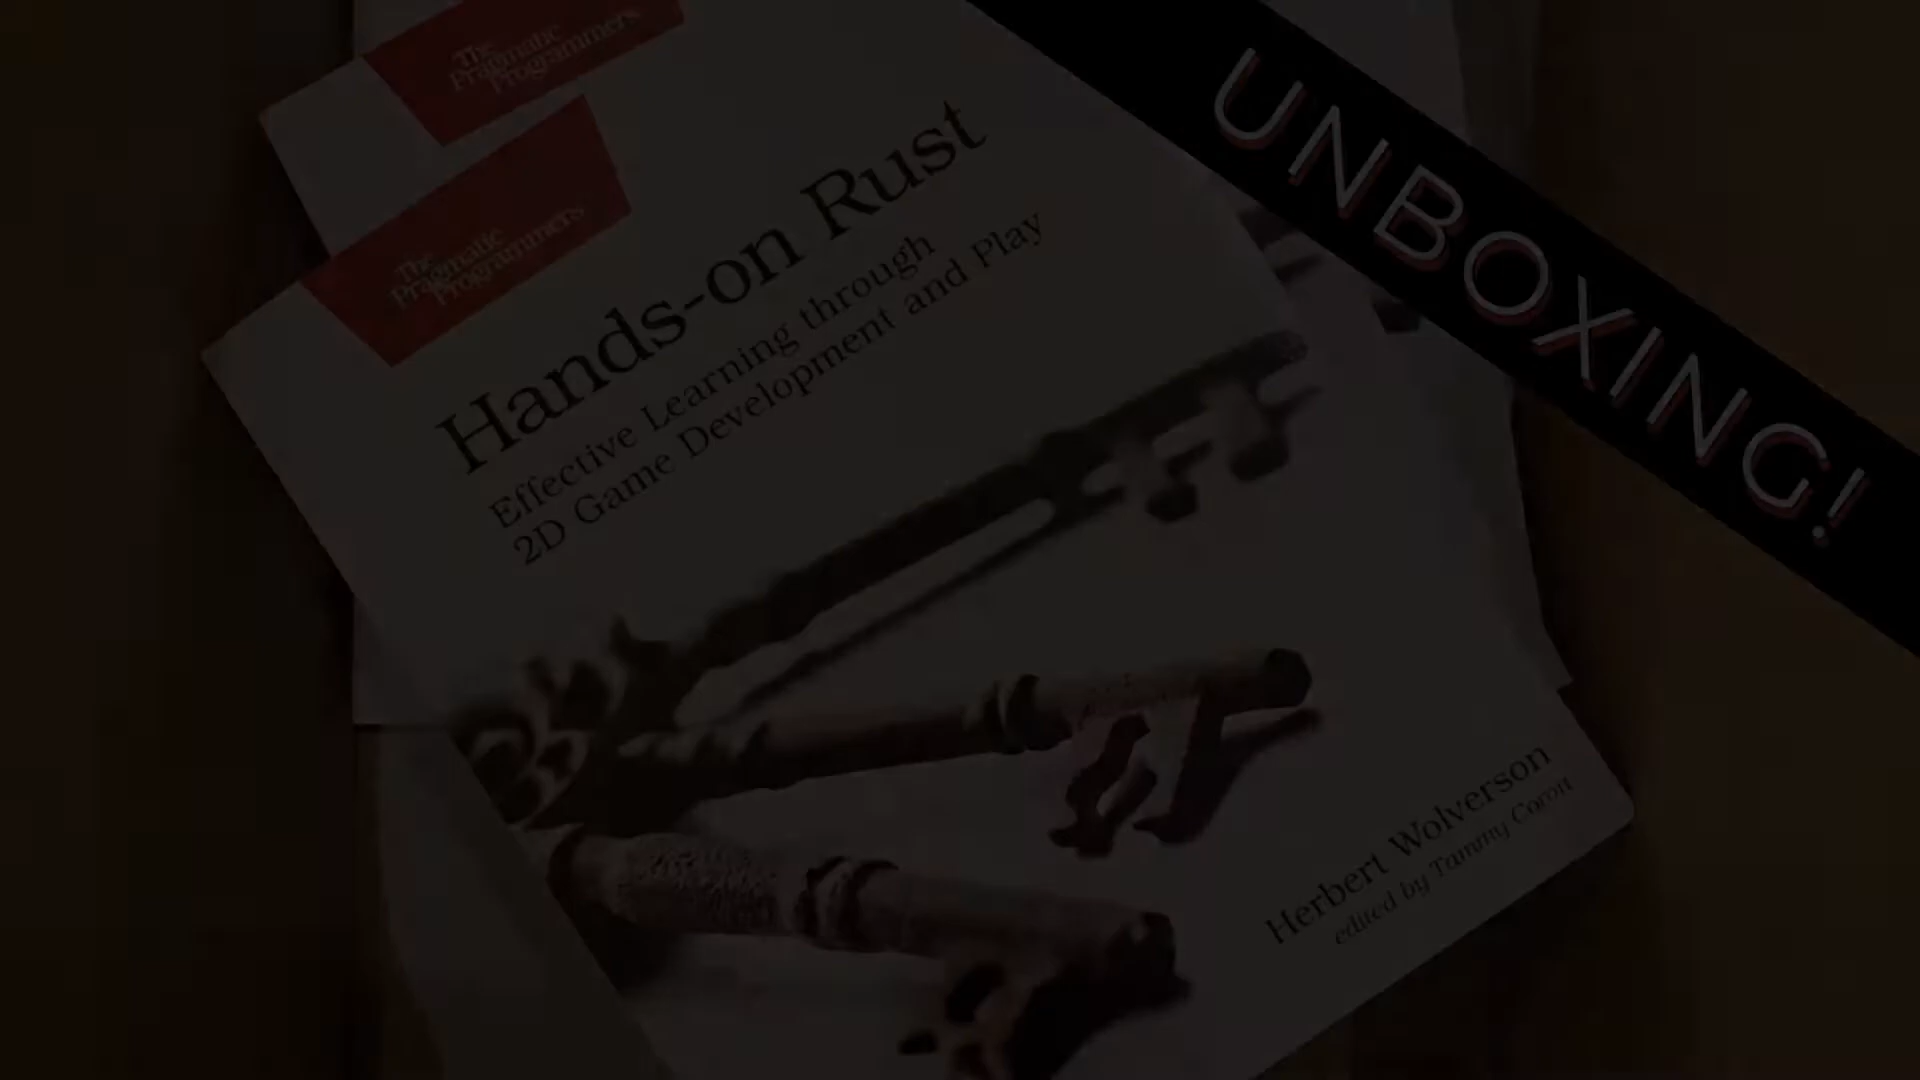 The
Pragmatic
Programmers
The
Pragmatic
Programmers
Hands-on Rust
Effective Learning through
2D Game Development and Play
Herbert Wolverson
edited by Tammy Coron
UNBOXING!